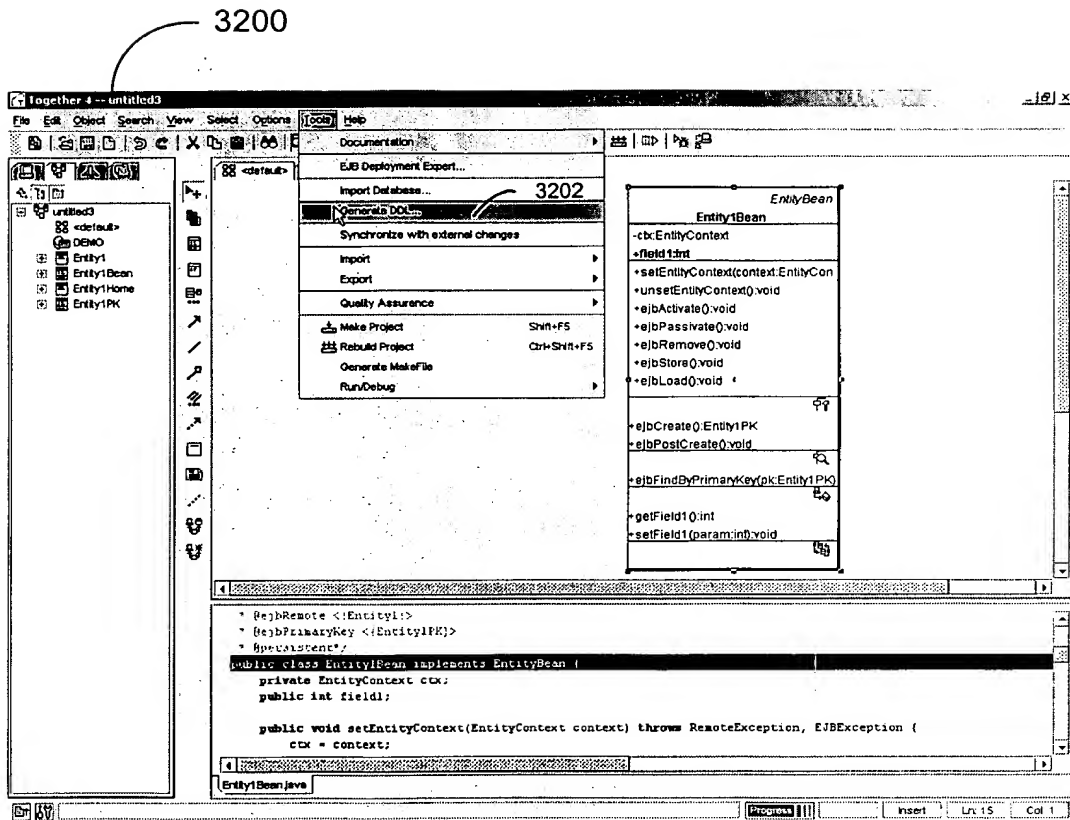 3200
Together 4 -- untitled3
File Edit Object Search View Select Options Tools Help
Documentation
EJB Deployment Expert...
Import Database...
3202
Generate DDL...
Synchronize with external changes
Import
Export
Quality Assurance
Make Project Shift+F5
Rebuild Project Ctrl+Shift+F5
Generate MakeFile
Run/Debug
untitled3
<default>
DEMO
Entity1
Entity1Bean
Entity1Home
Entity1PK
<default>
EntityBean
Entity1Bean
-ctx:EntityContext
+field1:int
+setEntityContext(context:EntityCon
+unsetEntityContext():void
+ejbActivate():void
+ejbPassivate():void
+ejbRemove():void
+ejbStore():void
+ejbLoad():void
+ejbCreate():Entity1PK
+ejbPostCreate():void
+ejbFindByPrimaryKey(pk:Entity1PK)
+getField1():int
+setField1(param:int):void
* @ejbRemote <{Entity1}>
* @ejbPrimaryKey <{Entity1PK}>
* @persistent*/
public class Entity1Bean implements EntityBean {
private EntityContext ctx;
public int field1;
public void setEntityContext(EntityContext context) throws RemoteException, EJBException {
ctx = context;
Entity1Bean.java
Progress Insert Ln: 15 Col: 1